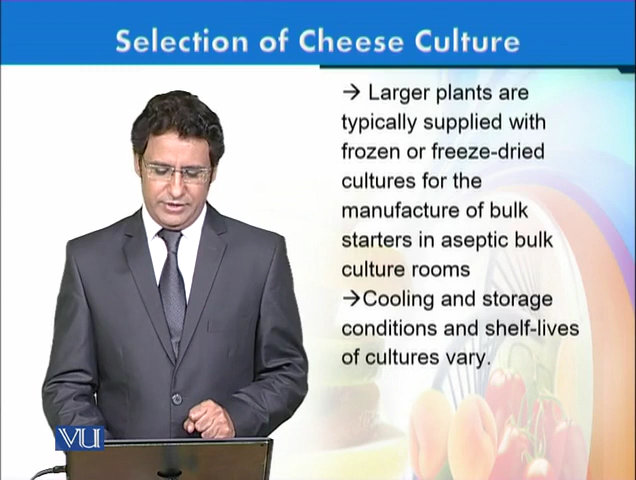 Selection of Cheese Culture
→ Larger plants are
typically supplied with
frozen or freeze-dried
cultures for the
manufacture of bulk
starters in aseptic bulk
culture rooms
→Cooling and storage
conditions and shelf-lives
of cultures vary.
VU